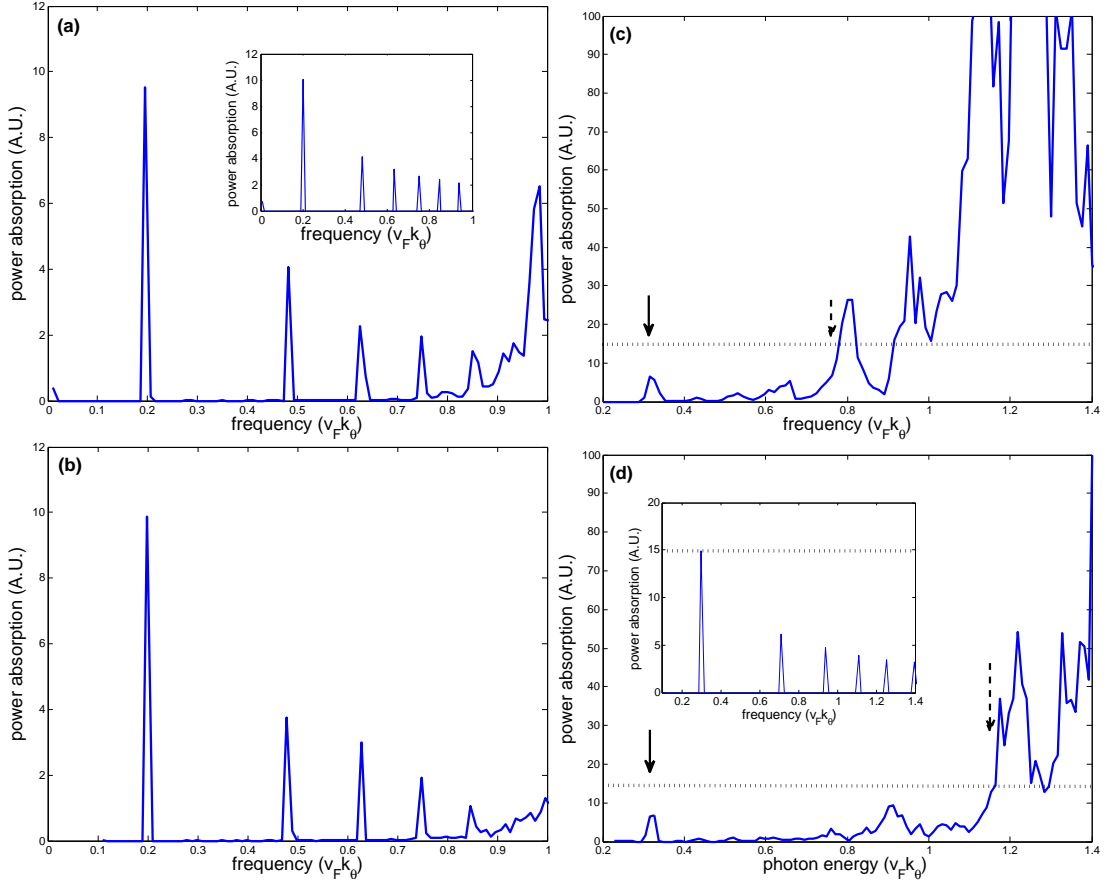 (a)
power absorption (A.U.)
12
10
8
6
4
2
0
0 0.1 0.2 0.3 0.4 0.5 0.6 0.7 0.8 0.9 1
frequency (v_F k_θ)
power absorption (A.U.)
12
10
8
6
4
2
0
0 0.2 0.4 0.6 0.8 1
frequency (v_F k_θ)
(c)
power absorption (A.U.)
100
90
80
70
60
50
40
30
20
10
0
0.2 0.4 0.6 0.8 1 1.2 1.4
frequency (v_F k_θ)
(b)
power absorption (A.U.)
12
10
8
6
4
2
0
0 0.1 0.2 0.3 0.4 0.5 0.6 0.7 0.8 0.9 1
frequency (v_F k_θ)
(d)
power absorption (A.U.)
100
90
80
70
60
50
40
30
20
10
0
0.2 0.4 0.6 0.8 1 1.2 1.4
photon energy (v_F k_θ)
power absorption (A.U.)
20
15
10
5
0
0.2 0.4 0.6 0.8 1 1.2 1.4
frequency (v_F k_θ)